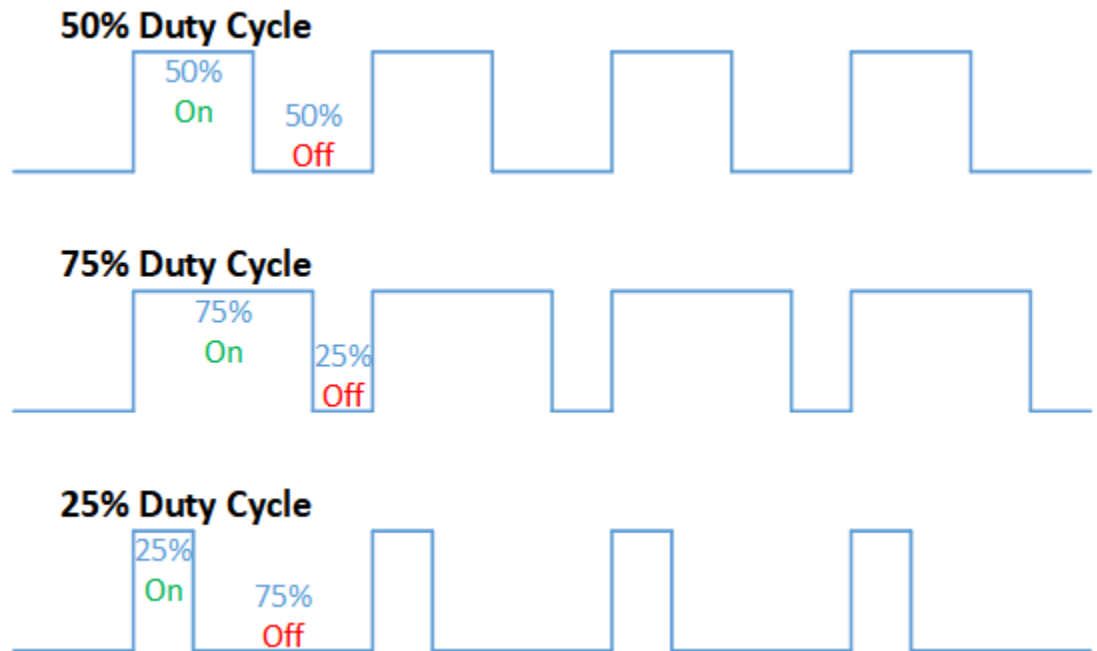 50% Duty Cycle
50%
On
50%
Off
75% Duty Cycle
75%
On
25%
Off
25% Duty Cycle
25%
On
75%
Off